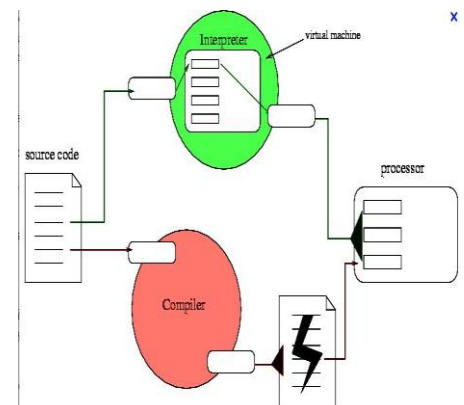 Interpreter
virtual machine
source code
processor
Compiler